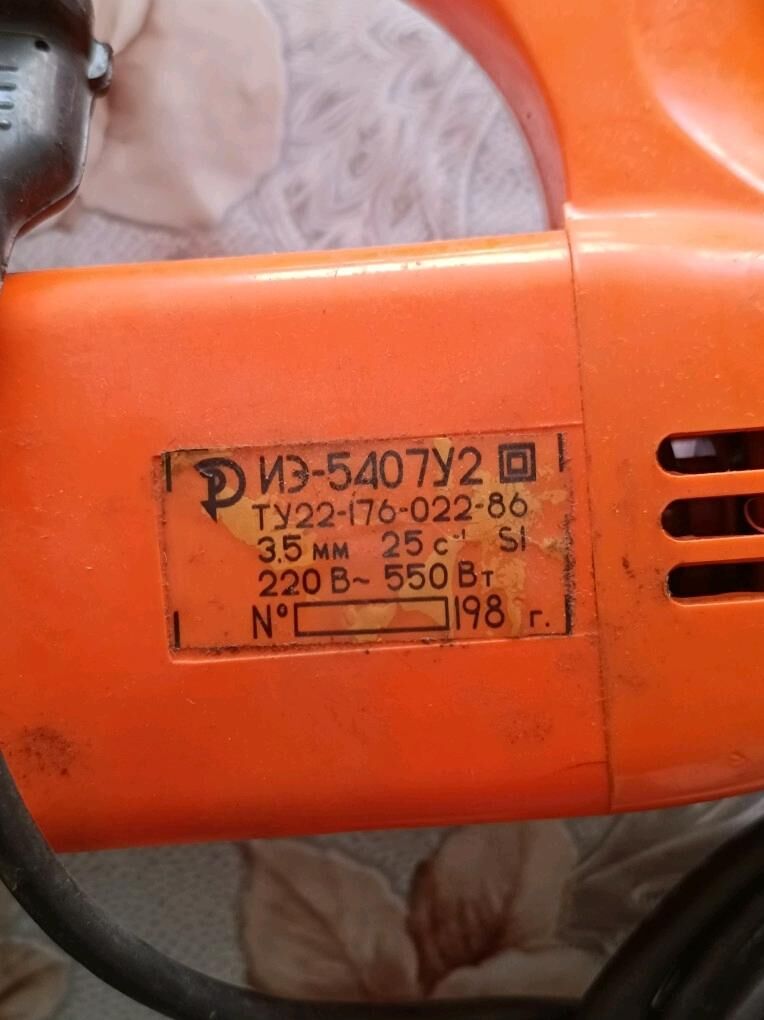 ИЭ-5407У2
ТУ22-176-022-86
3,5 мм 25 с⁻¹ S1
220 В~ 550 Вт
№ 198 г.